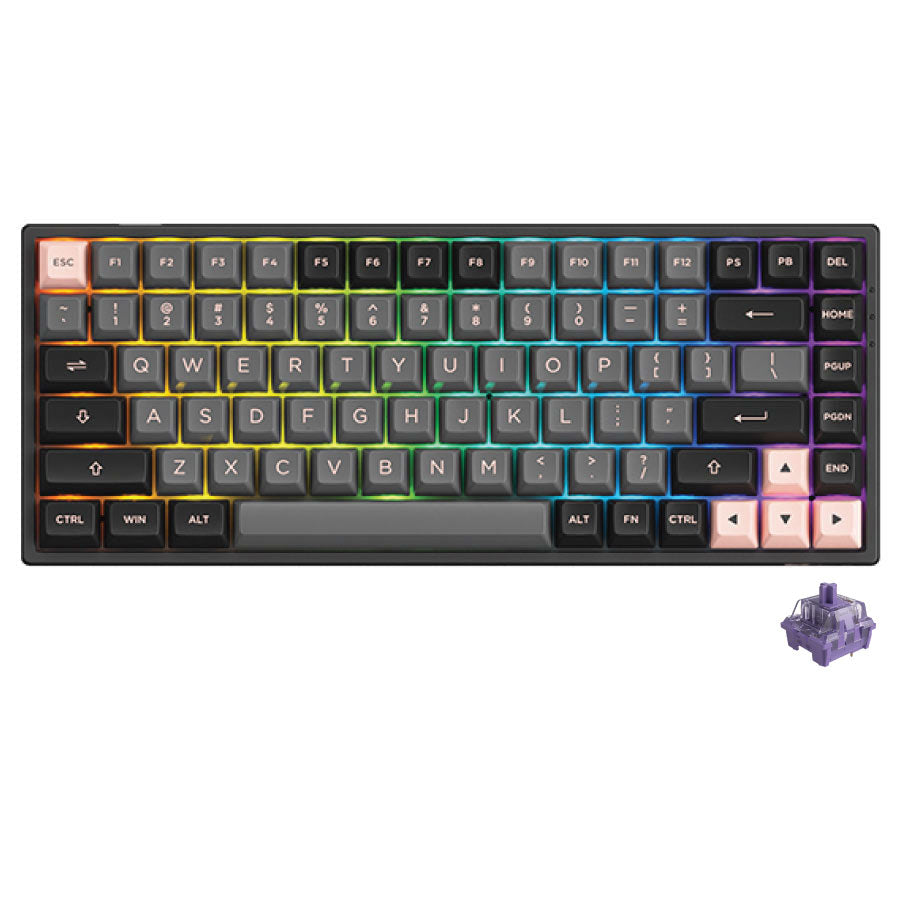 ESC F1 F2 F3 F4 F5 F6 F7 F8 F9 F10 F11 F12 PS PB DEL
~ ! @ # $ % ^ & * ( ) — + ← HOME
` 1 2 3 4 5 6 7 8 9 0 - =
⇌ Q W E R T Y U I O P { } | PGUP
[ ] \
⇩ A S D F G H J K L : " ↵ PGDN
; '
⇧ Z X C V B N M < > ? ⇧ ▲ END
, . /
CTRL WIN ALT ALT FN CTRL ◀ ▼ ▶